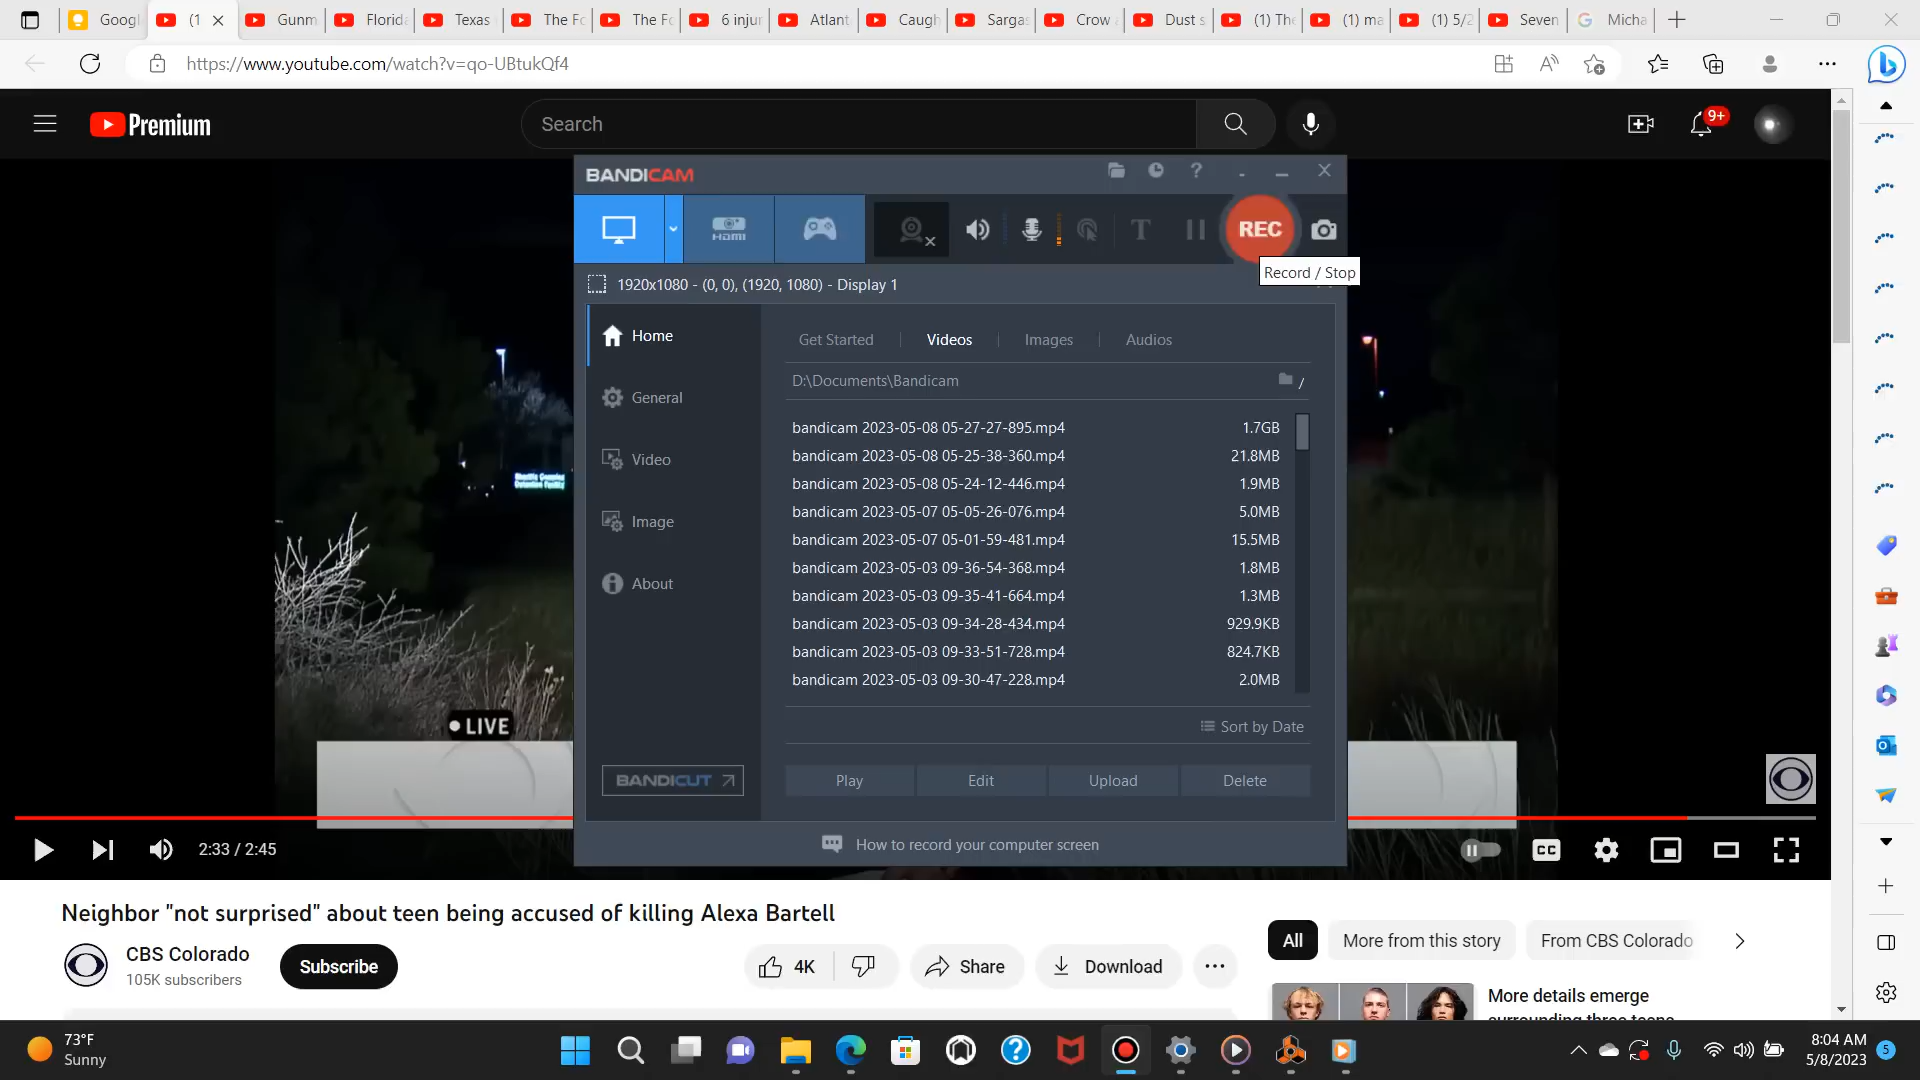 Googl
(1
Gunm
Florida
Texas
The Fo
The Fo
6 injur
Atlant
Caugh
Sargas
Crow a
Dust s
(1) The
(1) ma
(1) 5/2
Seven
Micha
https://www.youtube.com/watch?v=qo-UBtukQf4
Premium
Search
9+
BANDICAM
HDMI
T
REC
Record / Stop
1920x1080 - (0, 0), (1920, 1080) - Display 1
Home
General
Video
Image
About
BANDICUT
Get Started
Videos
Images
Audios
D:\Documents\Bandicam
/
bandicam 2023-05-08 05-27-27-895.mp4 1.7GB
bandicam 2023-05-08 05-25-38-360.mp4 21.8MB
bandicam 2023-05-08 05-24-12-446.mp4 1.9MB
bandicam 2023-05-07 05-05-26-076.mp4 5.0MB
bandicam 2023-05-07 05-01-59-481.mp4 15.5MB
bandicam 2023-05-03 09-36-54-368.mp4 1.8MB
bandicam 2023-05-03 09-35-41-664.mp4 1.3MB
bandicam 2023-05-03 09-34-28-434.mp4 929.9KB
bandicam 2023-05-03 09-33-51-728.mp4 824.7KB
bandicam 2023-05-03 09-30-47-228.mp4 2.0MB
Sort by Date
Play
Edit
Upload
Delete
How to record your computer screen
LIVE
2:33 / 2:45
CC
Neighbor "not surprised" about teen being accused of killing Alexa Bartell
CBS Colorado
105K subscribers
Subscribe
4K
Share
Download
All
More from this story
From CBS Colorado
More details emerge
surrounding three teens
73°F
Sunny
8:04 AM
5/8/2023
5